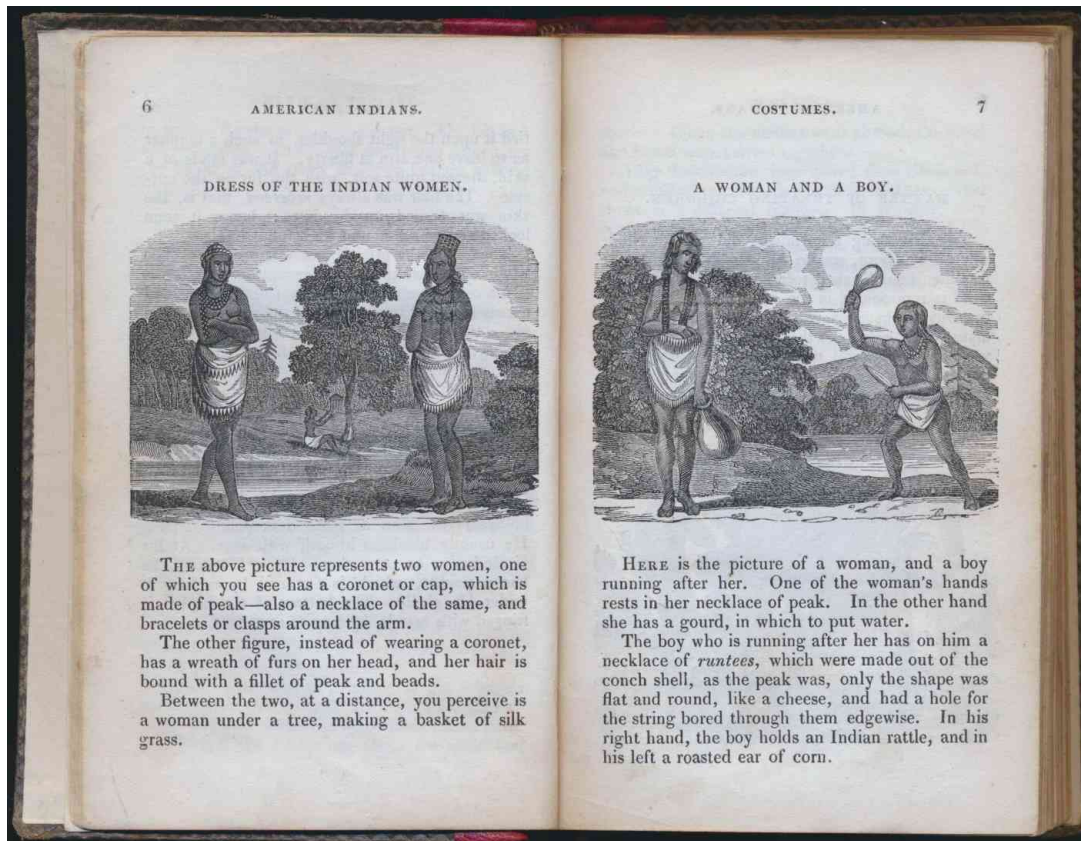 6
AMERICAN INDIANS.
DRESS OF THE INDIAN WOMEN.
THE above picture represents two women, one
of which you see has a coronet or cap, which is
made of peak—also a necklace of the same, and
bracelets or clasps around the arm.
The other figure, instead of wearing a coronet,
has a wreath of furs on her head, and her hair is
bound with a fillet of peak and beads.
Between the two, at a distance, you perceive is
a woman under a tree, making a basket of silk
grass.
COSTUMES.
7
A WOMAN AND A BOY.
HERE is the picture of a woman, and a boy
running after her. One of the woman's hands
rests in her necklace of peak. In the other hand
she has a gourd, in which to put water.
The boy who is running after her has on him a
necklace of runtees, which were made out of the
conch shell, as the peak was, only the shape was
flat and round, like a cheese, and had a hole for
the string bored through them edgewise. In his
right hand, the boy holds an Indian rattle, and in
his left a roasted ear of corn.